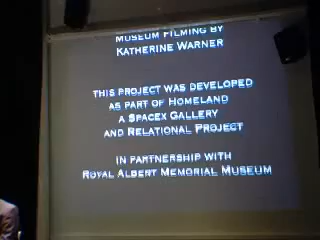 MUSEUM FILMING BY
KATHERINE WARNER
THIS PROJECT WAS DEVELOPED
AS PART OF HOMELAND
A SPACEX GALLERY
AND RELATIONAL PROJECT
IN PARTNERSHIP WITH
ROYAL ALBERT MEMORIAL MUSEUM